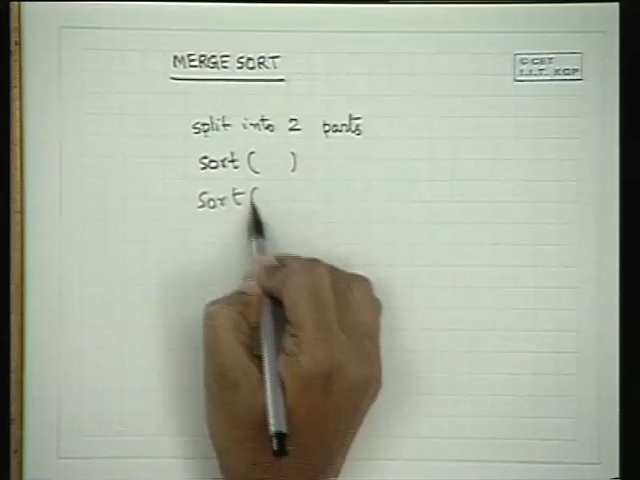 MERGE SORT
© CET
I.I.T. KGP
split into 2 parts
sort ( )
sort (